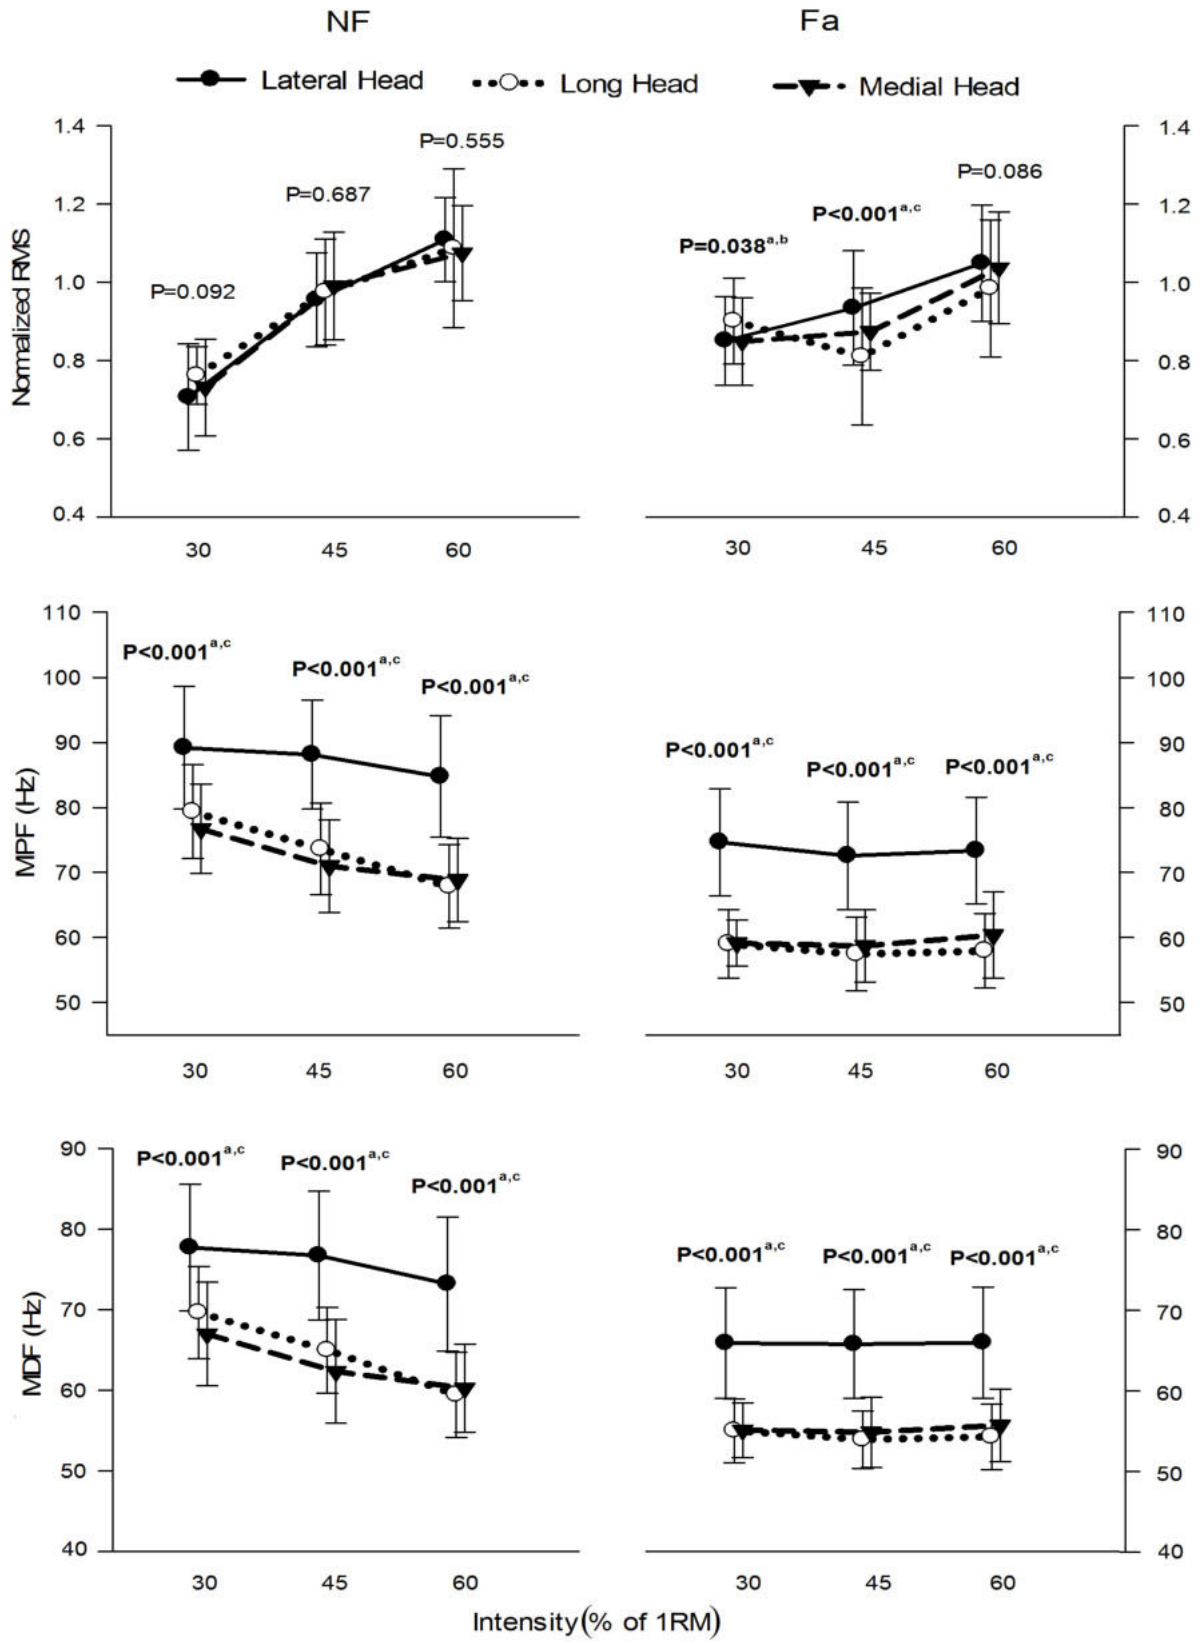 NF Fa
Lateral Head Long Head Medial Head
Normalized RMS
1.4
1.2
1.0
0.8
0.6
0.4
P=0.092
P=0.687
P=0.555
30 45 60
P=0.038a,b
P<0.001a,c
P=0.086
1.4
1.2
1.0
0.8
0.6
0.4
30 45 60
MPF (Hz)
110
100
90
80
70
60
50
P<0.001a,c
P<0.001a,c
P<0.001a,c
30 45 60
P<0.001a,c
P<0.001a,c
P<0.001a,c
110
100
90
80
70
60
50
30 45 60
MDF (Hz)
90
80
70
60
50
40
P<0.001a,c
P<0.001a,c
P<0.001a,c
30 45 60
P<0.001a,c
P<0.001a,c
P<0.001a,c
90
80
70
60
50
40
30 45 60
Intensity(% of 1RM)